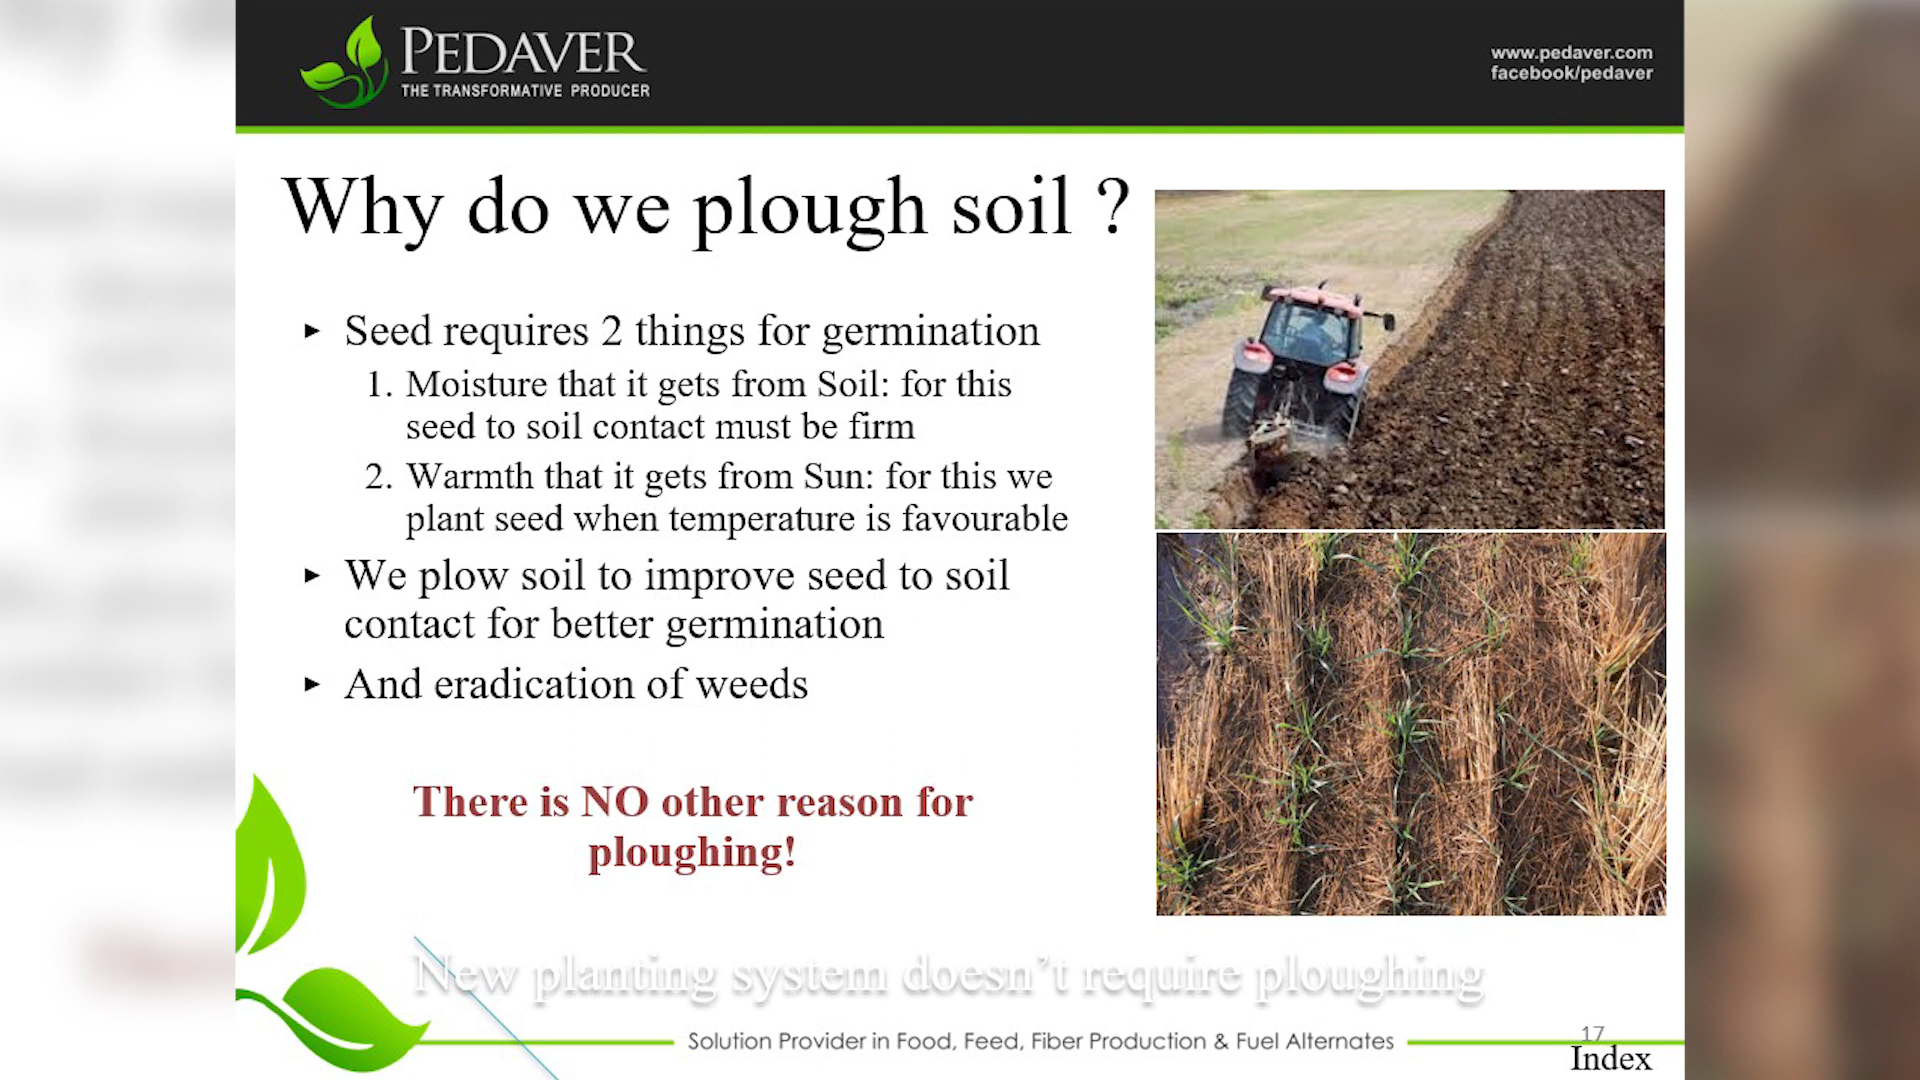 PEDAVER
THE TRANSFORMATIVE PRODUCER
www.pedaver.com
facebook/pedaver
Why do we plough soil ?
Seed requires 2 things for germination
1. Moisture that it gets from Soil: for this
seed to soil contact must be firm
2. Warmth that it gets from Sun: for this we
plant seed when temperature is favourable
We plow soil to improve seed to soil
contact for better germination
And eradication of weeds
There is NO other reason for
ploughing!
New planting system doesn't require ploughing
Solution Provider in Food, Feed, Fiber Production & Fuel Alternates
17
Index